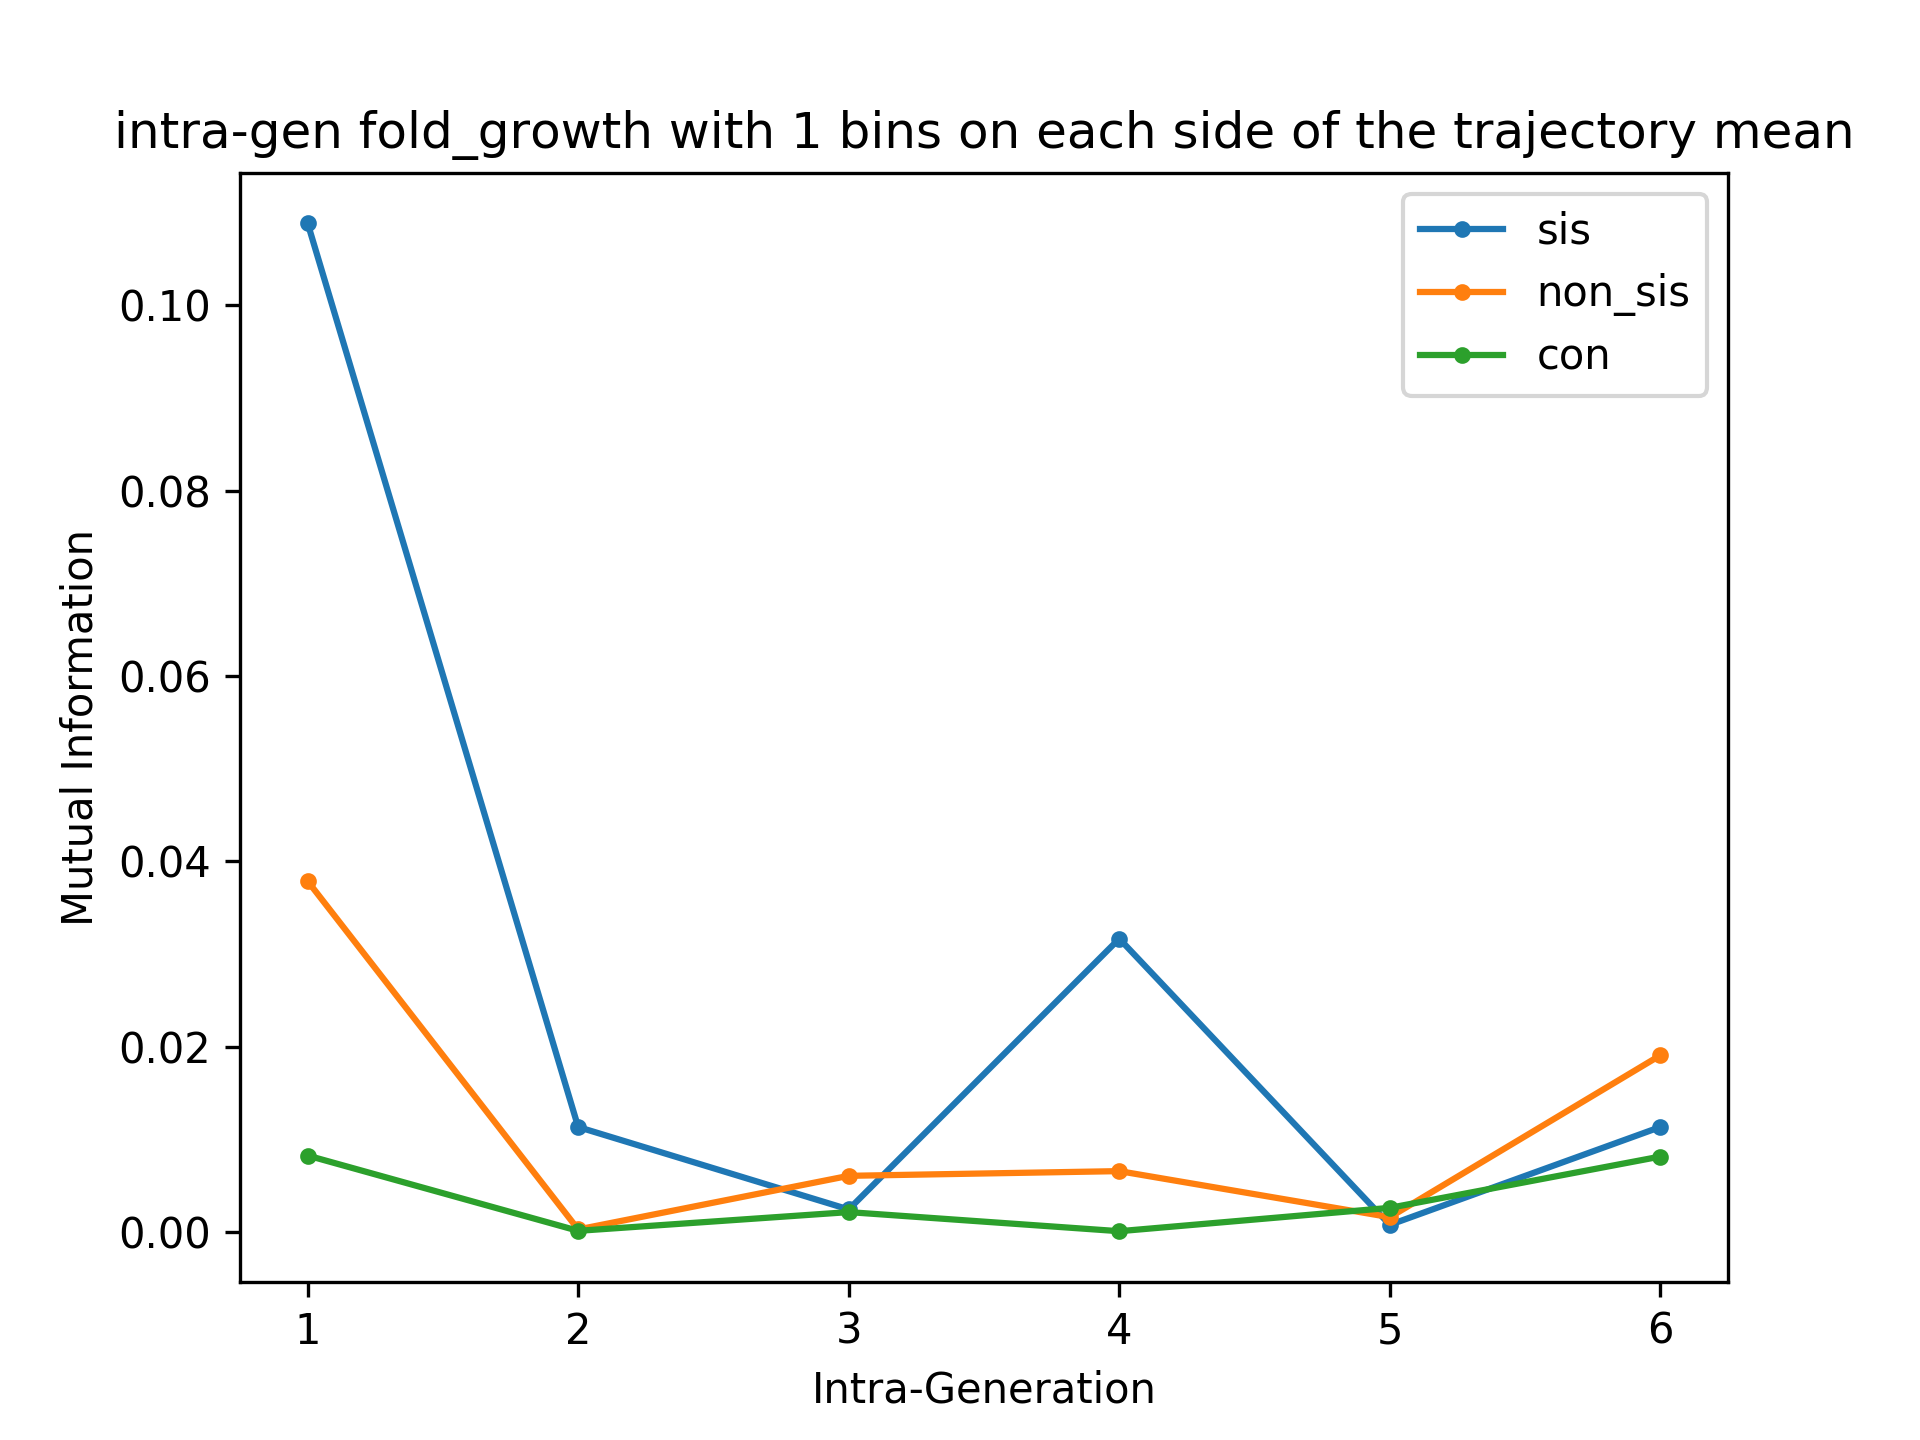 intra-gen fold_growth with 1 bins on each side of the trajectory mean
sis
non_sis
con
Mutual Information
0.10
0.08
0.06
0.04
0.02
0.00
1 2 3 4 5 6
Intra-Generation